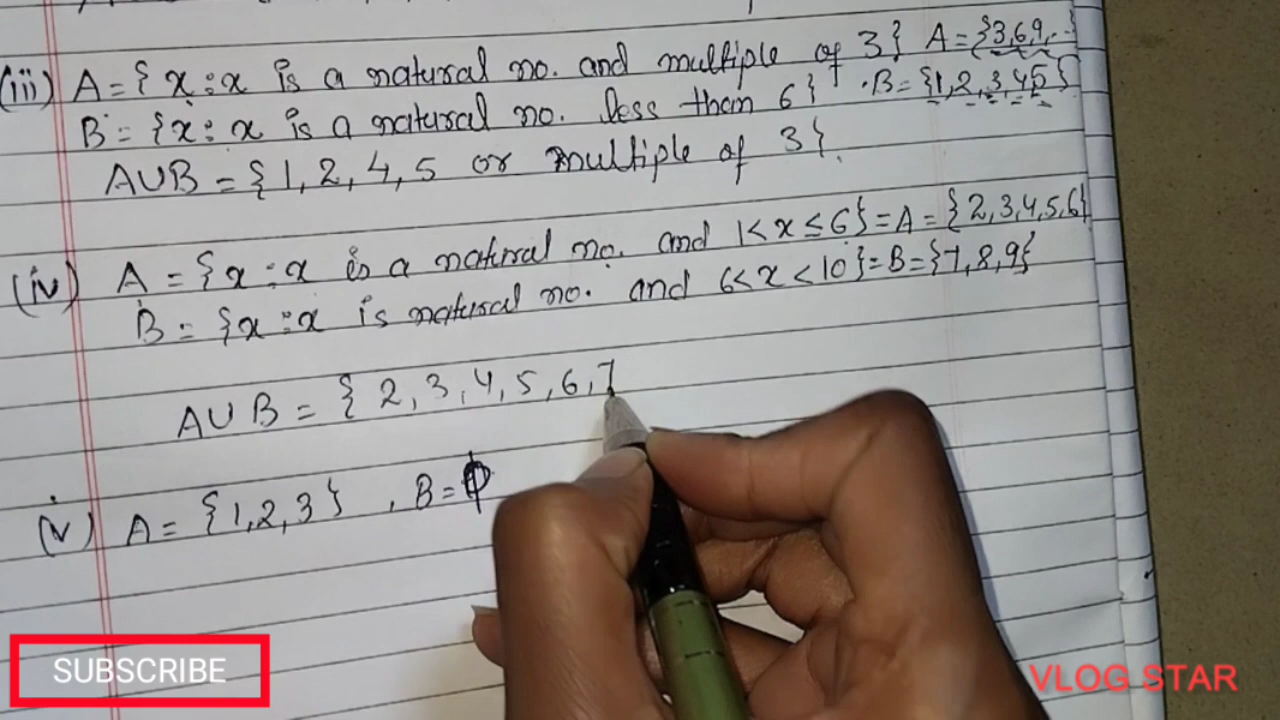 (iii) A = { x : x is a natural no. and multiple of 3} A = {3,6,9,..}
B = {x : x is a natural no. less than 6} . B = {1,2,3,4,5}
A∪B = {1, 2, 4, 5 or multiple of 3}.
(iv) A = {x : x is a natural no. and 1 < x ≤ 6} = A = {2,3,4,5,6}
B = {x : x is natural no. and 6 < x < 10} = B = {7,8,9}
A∪B = { 2, 3, 4, 5, 6, 7
(v) A = {1,2,3} , B = ϕ
SUBSCRIBE
VLOG STAR